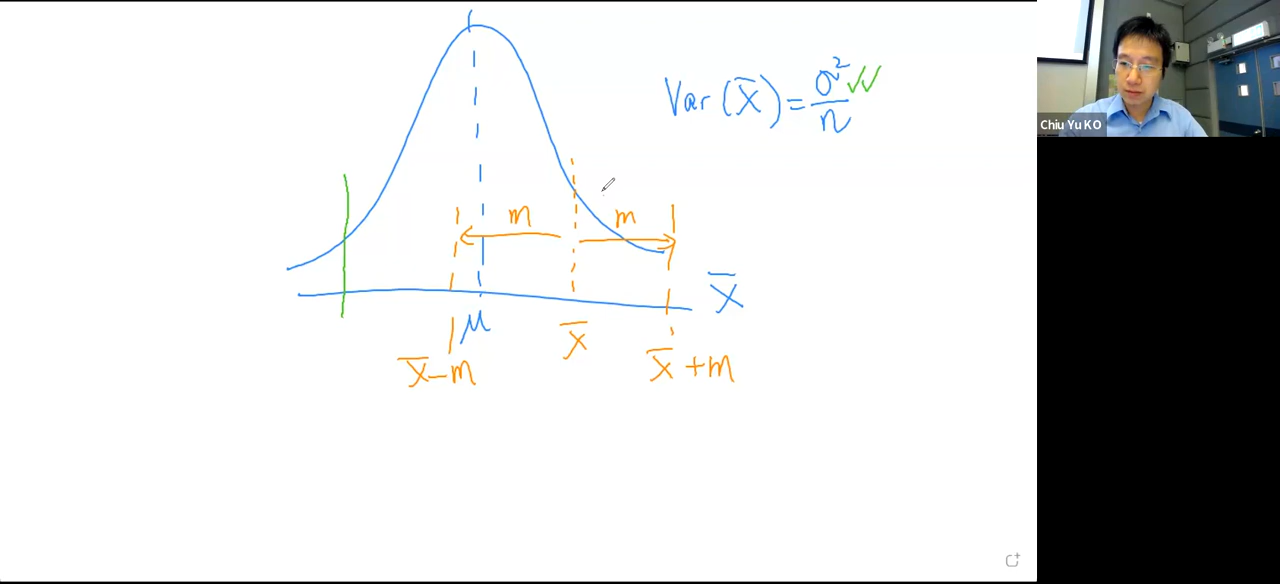 Var(X̄) = σ²/n ✓✓
Chiu Yu KO
m m
X̄
μ
X̄
X̄-m
X̄+m